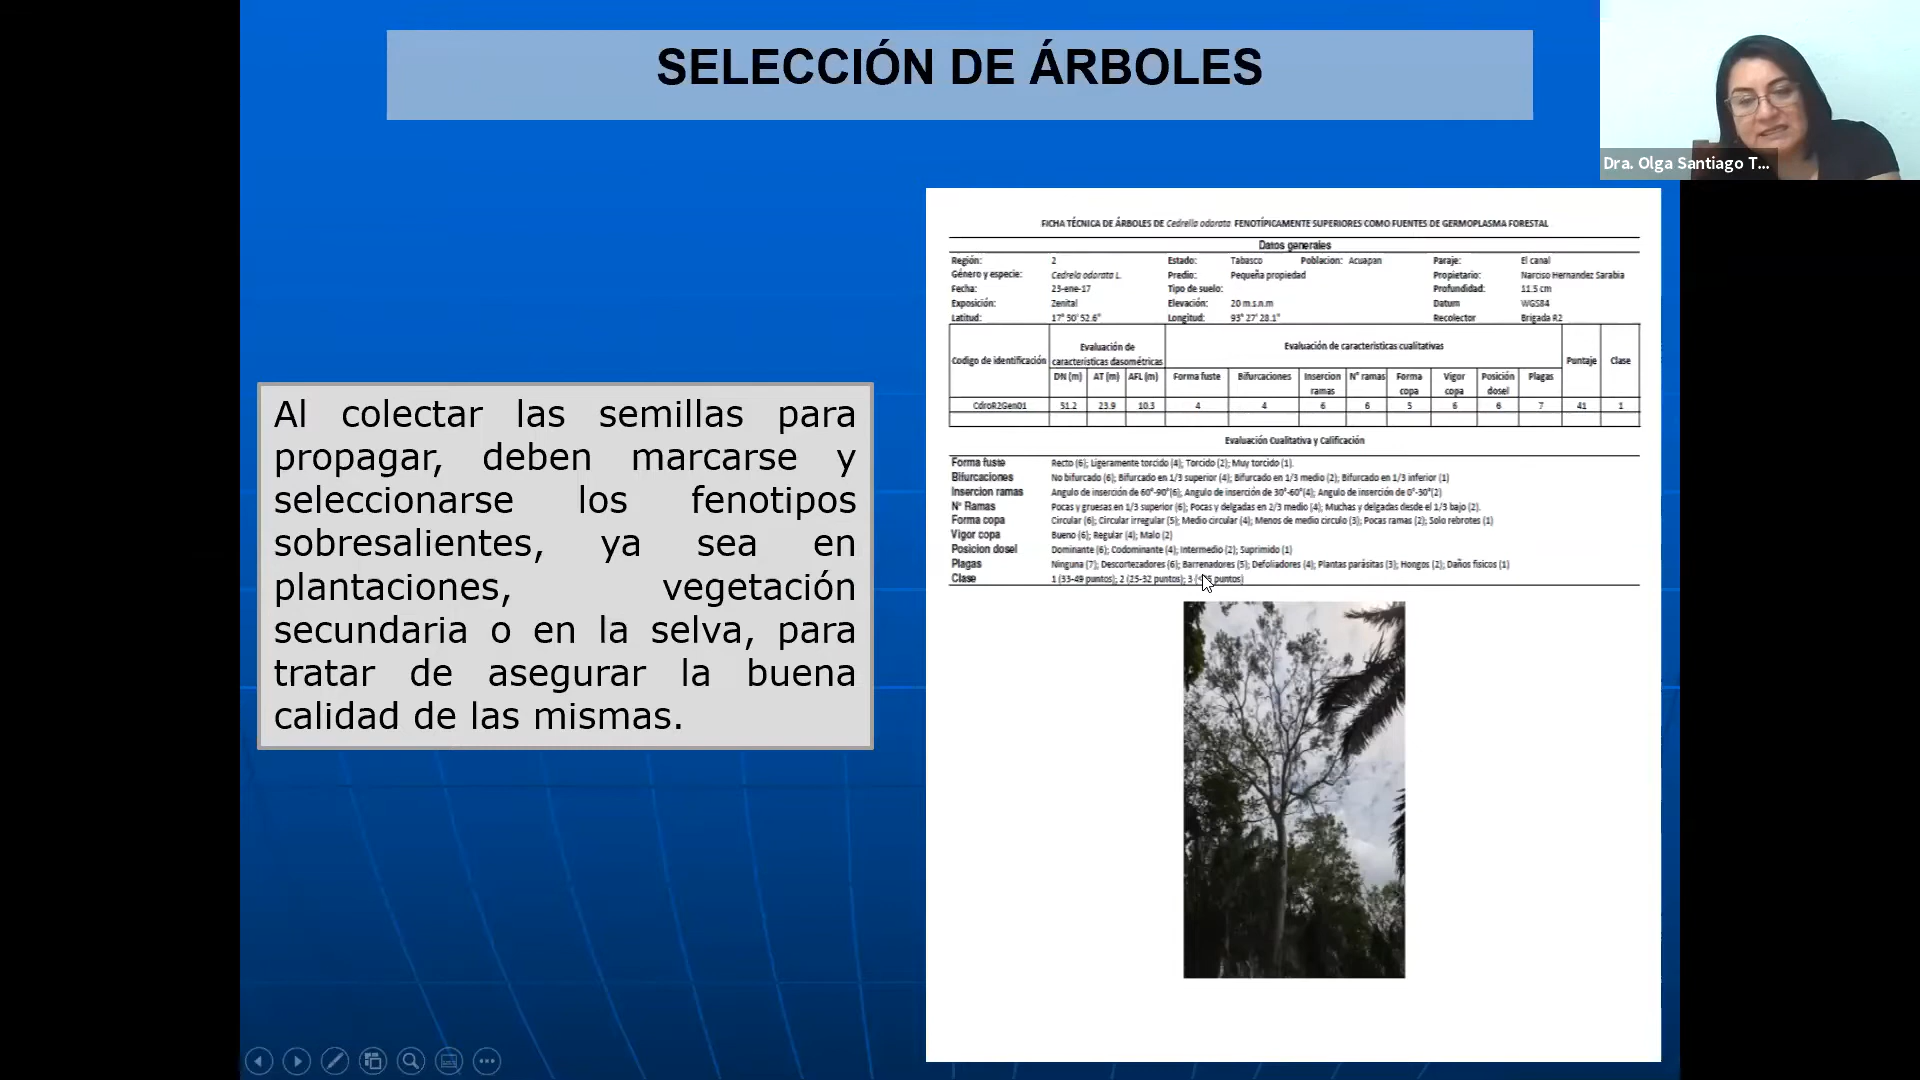 SELECCIÓN DE ÁRBOLES
Dra. Olga Santiago T...
Al colectar las semillas para
propagar, deben marcarse y
seleccionarse los fenotipos
sobresalientes, ya sea en
plantaciones, vegetación
secundaria o en la selva, para
tratar de asegurar la buena
calidad de las mismas.
FICHA TÉCNICA DE ÁRBOLES DE Cedrella odorata FENOTÍPICAMENTE SUPERIORES COMO FUENTES DE GERMOPLASMA FORESTAL
Datos generales
Región: 2 Estado: Tabasco Poblacion: Acuapan Paraje: El canal
Género y especie: Cedrela odorata L. Predio: Pequeña propiedad Propietario: Narciso Hernandez Sarabia
Fecha: 23-ene-17 Tipo de suelo: Profundidad: 11.5 cm
Exposición: Zenital Elevación: 20 m.s.n.m Datum WGS84
Latitud: 17° 50' 52.6" Longitud: 93° 27' 28.1" Recolector Brigada R2
Codigo de identificación Evaluación de características dasométricas Evaluación de características cualitativas Puntaje Clase
DN (m) AT (m) AFL (m) Forma fuste Bifurcaciones Insercion ramas N° ramas Forma copa Vigor copa Posición dosel Plagas
CdroR2Gen01 51.2 23.9 10.3 4 4 6 6 5 6 6 7 41 1
Evaluación Cualitativa y Calificación
Forma fuste Recto (6); Ligeramente torcido (4); Torcido (2); Muy torcido (1).
Bifurcaciones No bifurcado (6); Bifurcado en 1/3 superior (4); Bifurcado en 1/3 medio (2); Bifurcado en 1/3 inferior (1)
Insercion ramas Angulo de inserción de 60°-90°(6); Angulo de inserción de 30°-60°(4); Angulo de inserción de 0°-30°(2)
N° Ramas Pocas y gruesas en 1/3 superior (6); Pocas y delgadas en 2/3 medio (4); Muchas y delgadas desde el 1/3 bajo (2).
Forma copa Circular (6); Circular irregular (5); Medio circular (4); Menos de medio circulo (3); Pocas ramas (2); Solo rebrotes (1)
Vigor copa Bueno (6); Regular (4); Malo (2)
Posicion dosel Dominante (6); Codominante (4); Intermedio (2); Suprimido (1)
Plagas Ninguna (7); Descortezadores (6); Barrenadores (5); Defoliadores (4); Plantas parásitas (3); Hongos (2); Daños fisicos (1)
Clase 1 (33-49 puntos); 2 (25-32 puntos); 3 puntos)